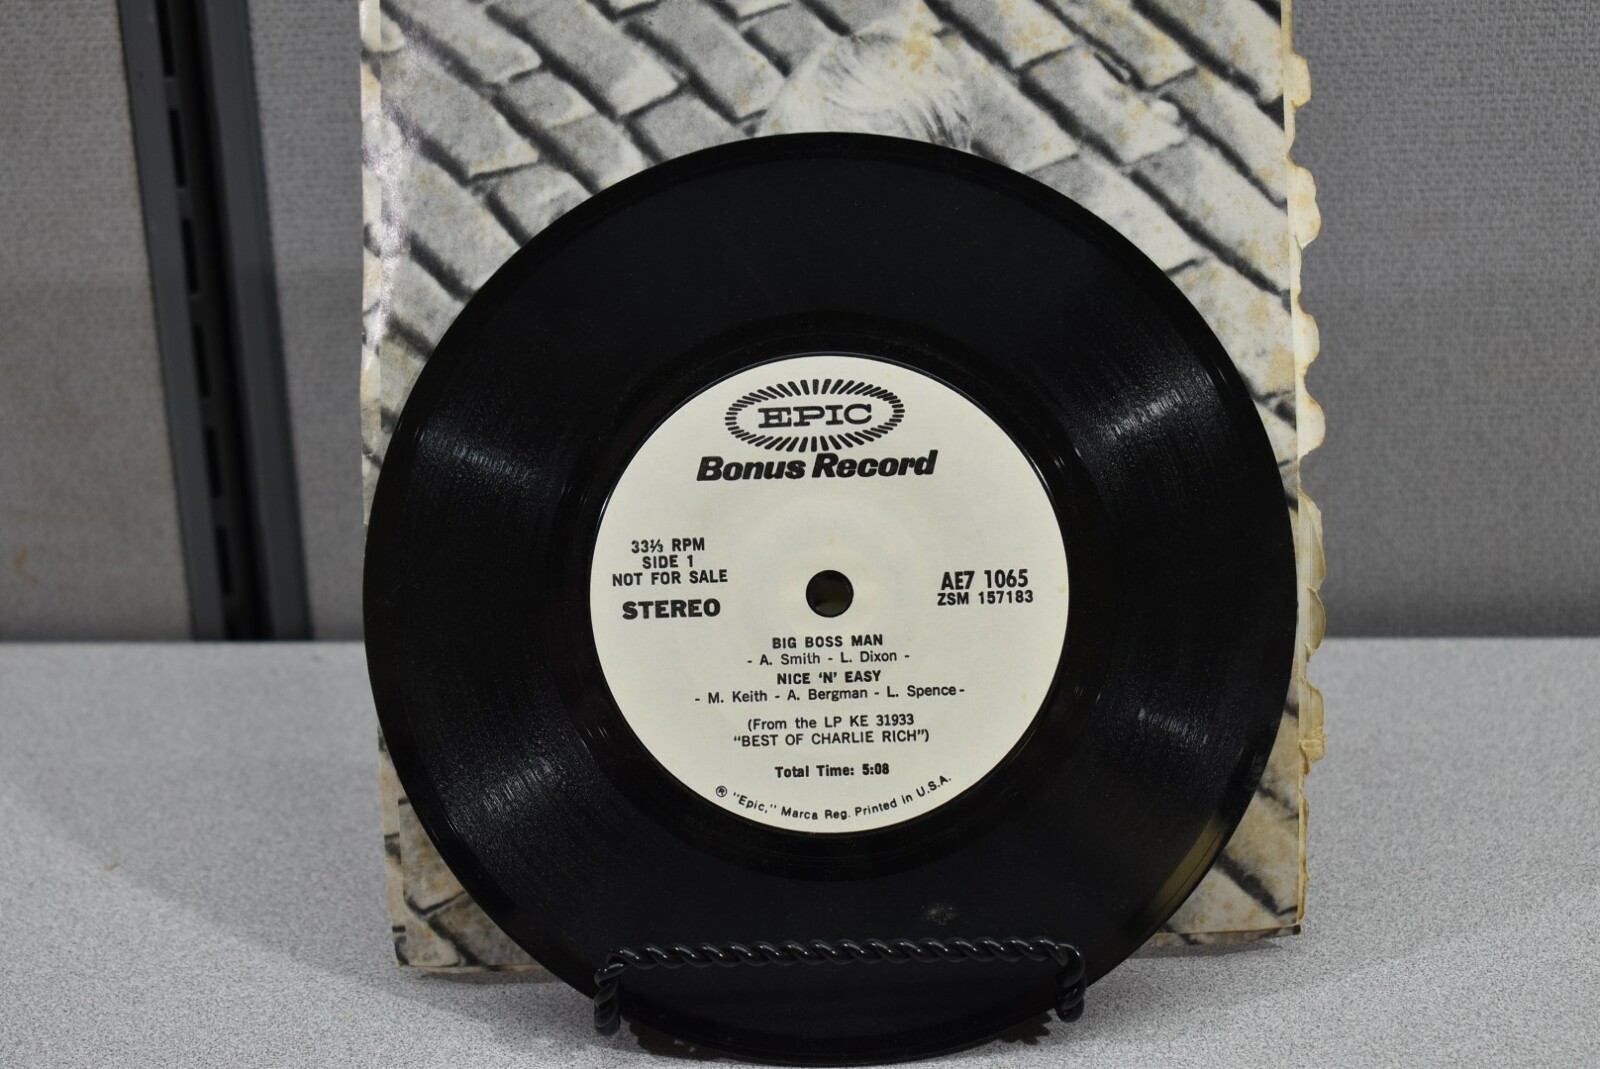 EPIC
Bonus Record
33⅓ RPM
SIDE 1
NOT FOR SALE
STEREO
AE7 1065
ZSM 157183
BIG BOSS MAN
- A. Smith - L. Dixon -
NICE 'N' EASY
- M. Keith - A. Bergman - L. Spence -
(From the LP KE 31933
"BEST OF CHARLIE RICH")
Total Time: 5:08
® "Epic," Marca Reg. Printed in U.S.A.